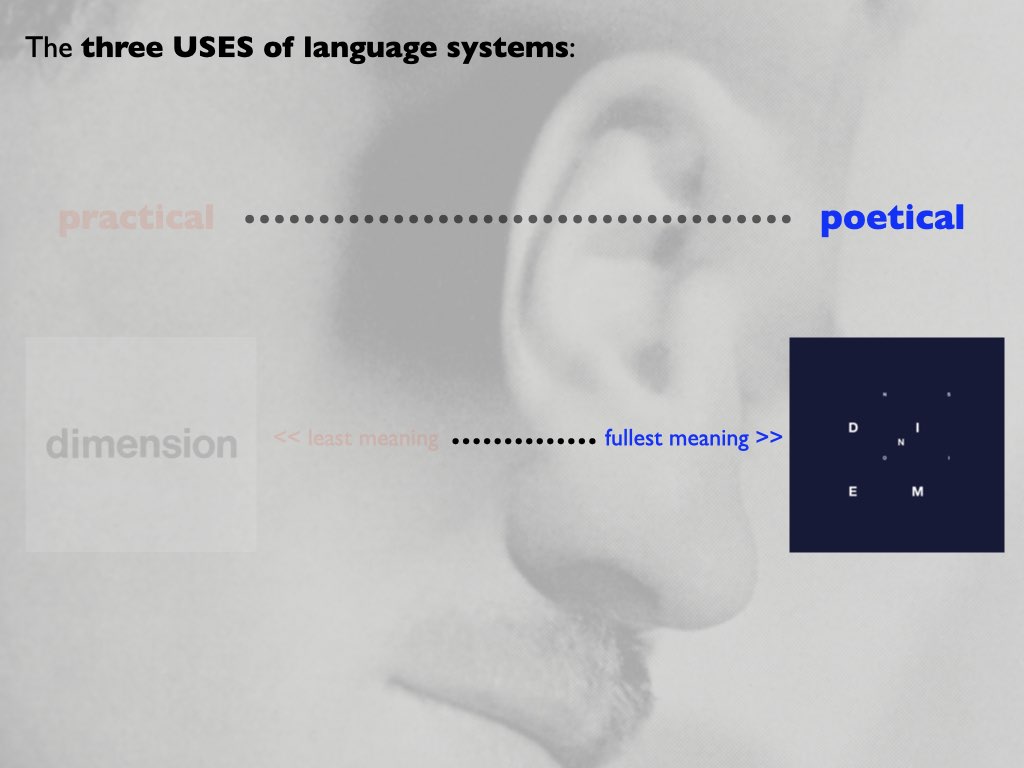 The three USES of language systems:
practical
poetical
dimension
<< least meaning
fullest meaning >>
N S
D I
N
O I
E M